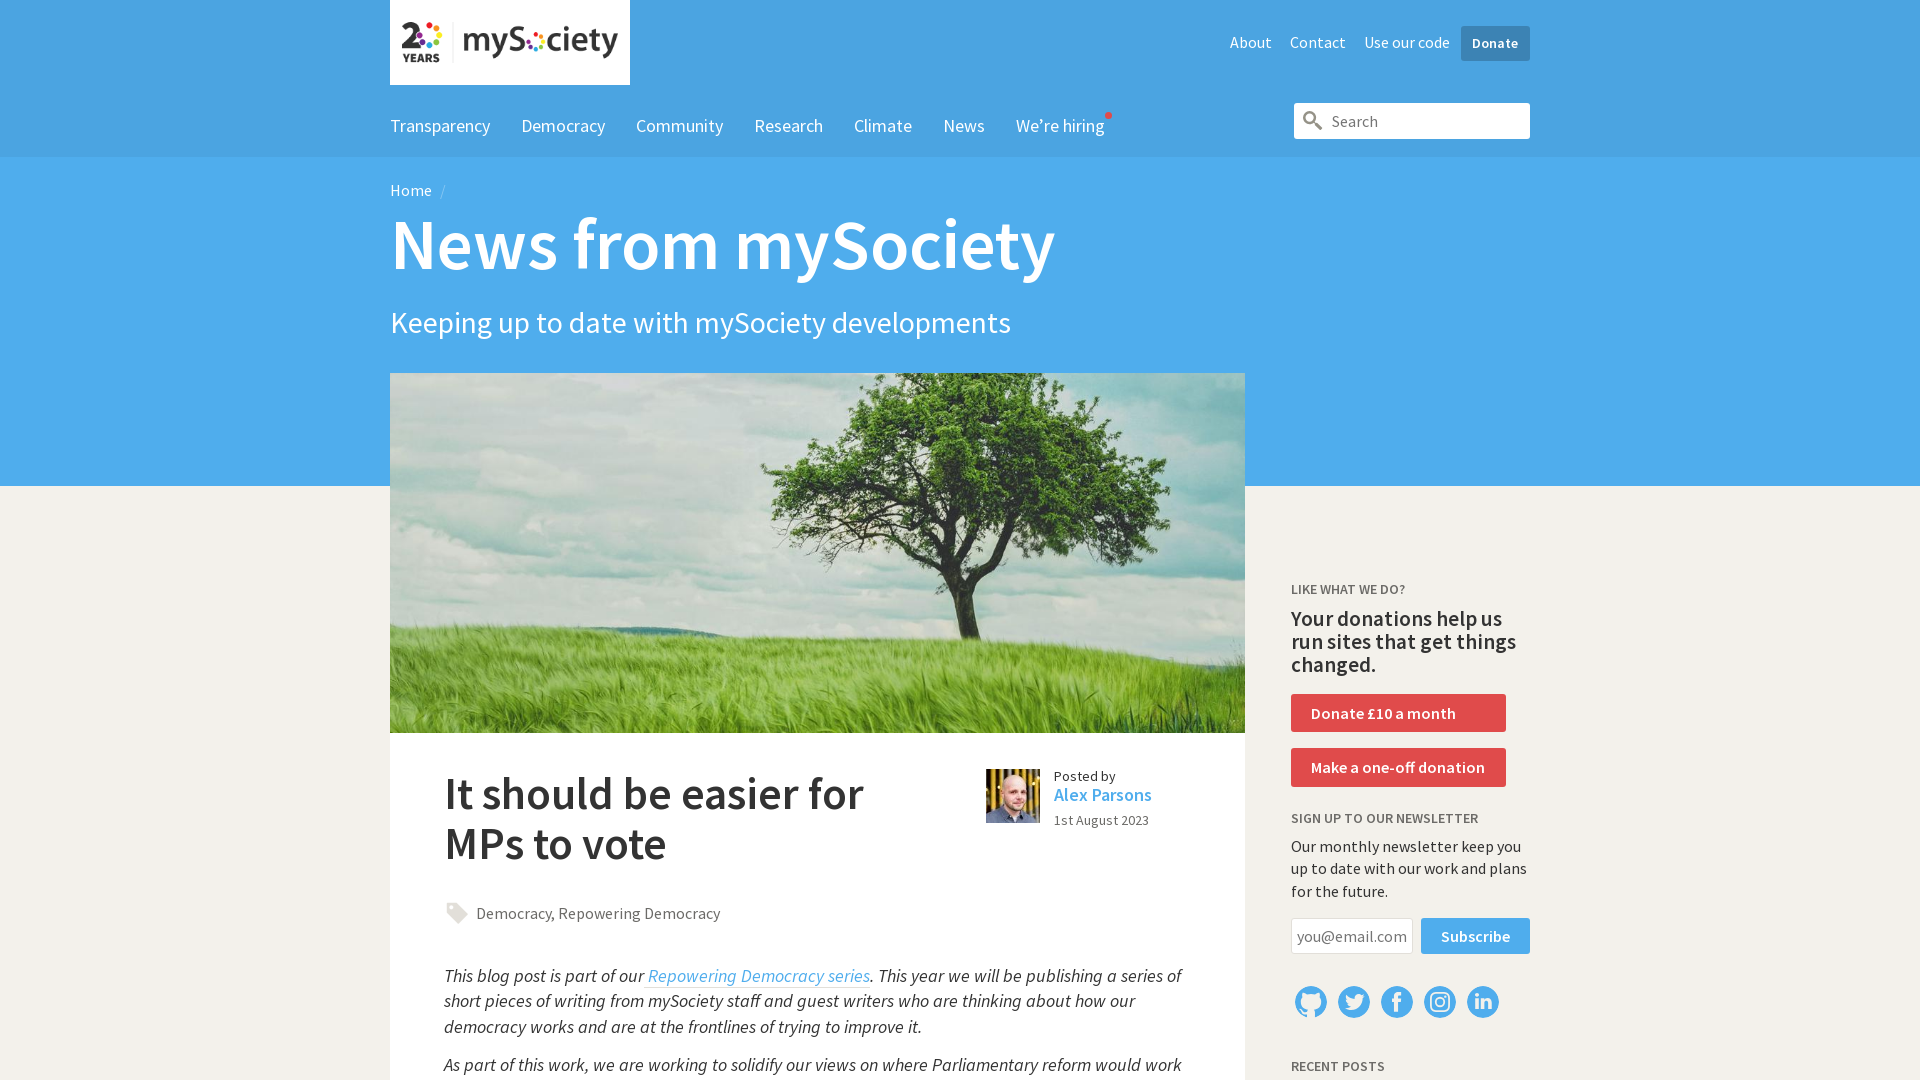 20 YEARS
mySociety
About
Contact
Use our code
Donate
Transparency
Democracy
Community
Research
Climate
News
We’re hiring
Search
Home /
News from mySociety
Keeping up to date with mySociety developments
It should be easier for
MPs to vote
Posted by
Alex Parsons
1st August 2023
Democracy, Repowering Democracy
This blog post is part of our Repowering Democracy series. This year we will be publishing a series of
short pieces of writing from mySociety staff and guest writers who are thinking about how our
democracy works and are at the frontlines of trying to improve it.
As part of this work, we are working to solidify our views on where Parliamentary reform would work
LIKE WHAT WE DO?
Your donations help us
run sites that get things
changed.
Donate £10 a month
Make a one-off donation
SIGN UP TO OUR NEWSLETTER
Our monthly newsletter keep you
up to date with our work and plans
for the future.
you@email.com
Subscribe
RECENT POSTS